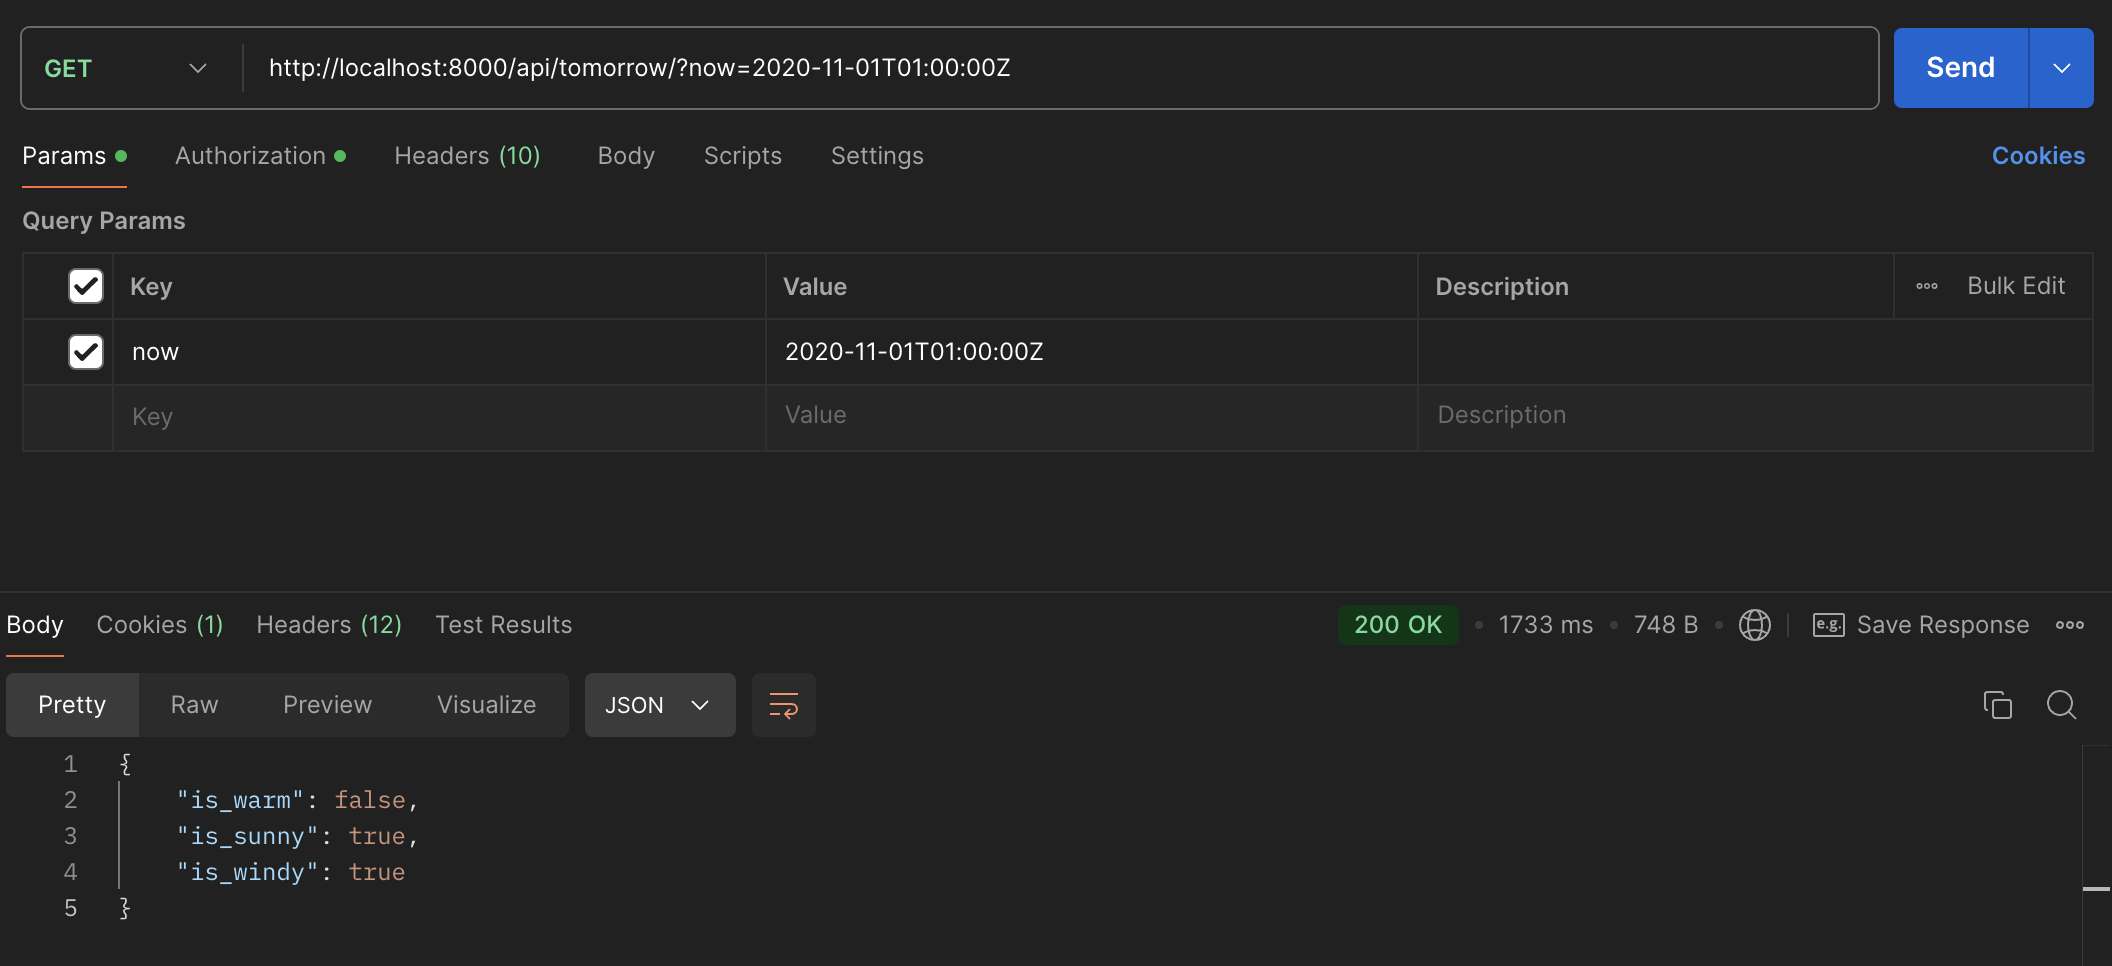 GET http://localhost:8000/api/tomorrow/?now=2020-11-01T01:00:00Z Send
Params Authorization Headers (10) Body Scripts Settings Cookies
Query Params
Key Value Description Bulk Edit
now 2020-11-01T01:00:00Z
Key Value Description
Body Cookies (1) Headers (12) Test Results 200 OK • 1733 ms • 748 B • e.g. Save Response
Pretty Raw Preview Visualize JSON
1 {
2 "is_warm": false,
3 "is_sunny": true,
4 "is_windy": true
5 }